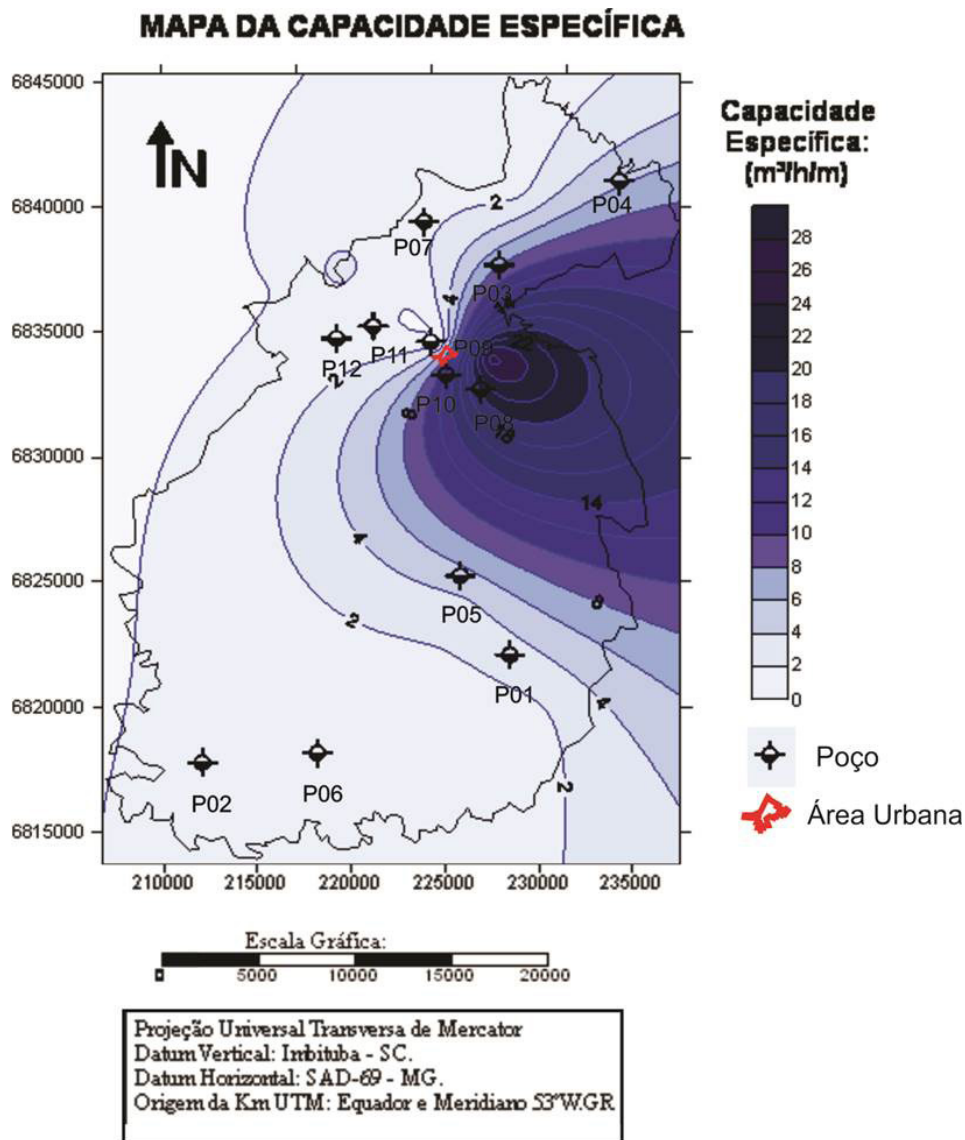 MAPA DA CAPACIDADE ESPECÍFICA
6845000
6840000
6835000
6830000
6825000
6820000
6815000
N
2
P04
P07
4
P03
14
22
P11
P12
P09
P10
P08
2
8
18
14
4
P05
8
2
P01
4
P02
P06
2
210000 215000 220000 225000 230000 235000
Capacidade
Específica:
(m³/h/m)
28
26
24
22
20
18
16
14
12
10
8
6
4
2
0
Poço
Área Urbana
Escala Gráfica:
0 5000 10000 15000 20000
Projeção Universal Transversa de Mercator
Datum Vertical: Imbituba - SC.
Datum Horizontal: SAD-69 - MG.
Origem da Km UTM: Equador e Meridiano 53°W.GR